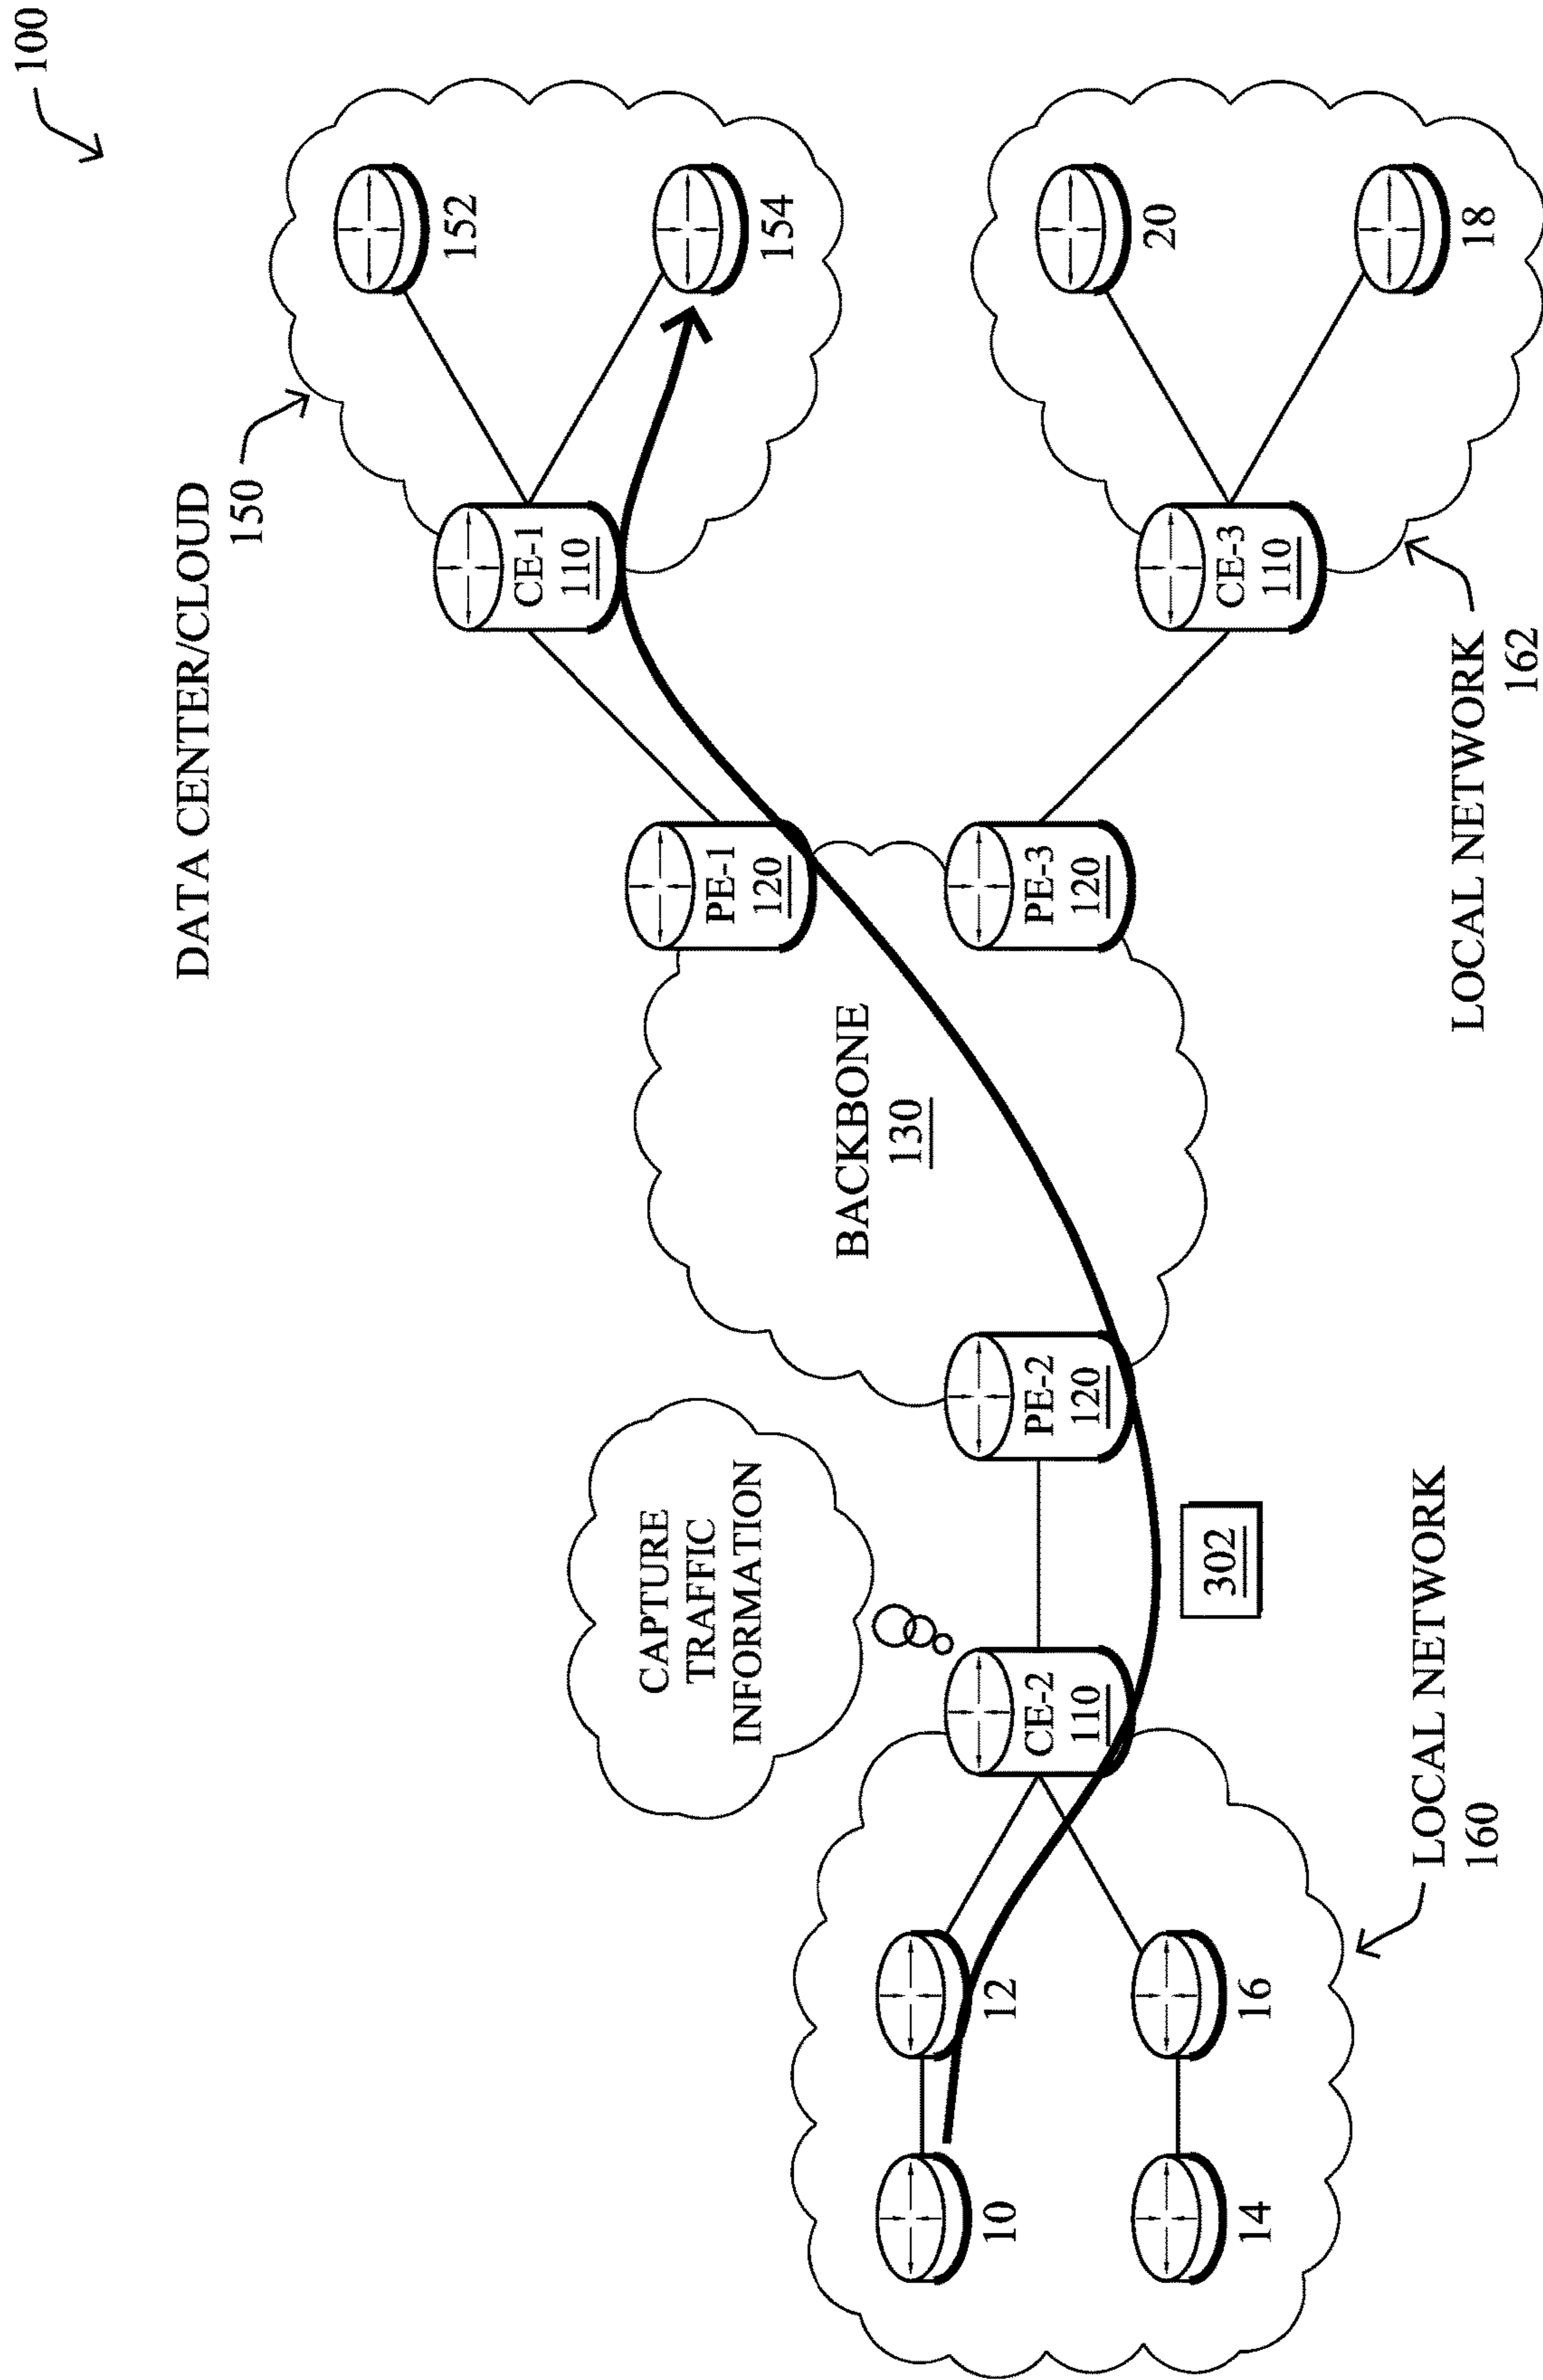 100
DATA CENTER/CLOUD
150
152
154
CE-1
110
PE-1
120
BACKBONE
130
PE-3
120
CE-3
110
20
18
LOCAL NETWORK
162
CAPTURE
TRAFFIC
INFORMATION
PE-2
120
302
CE-2
110
10
12
14
16
LOCAL NETWORK
160